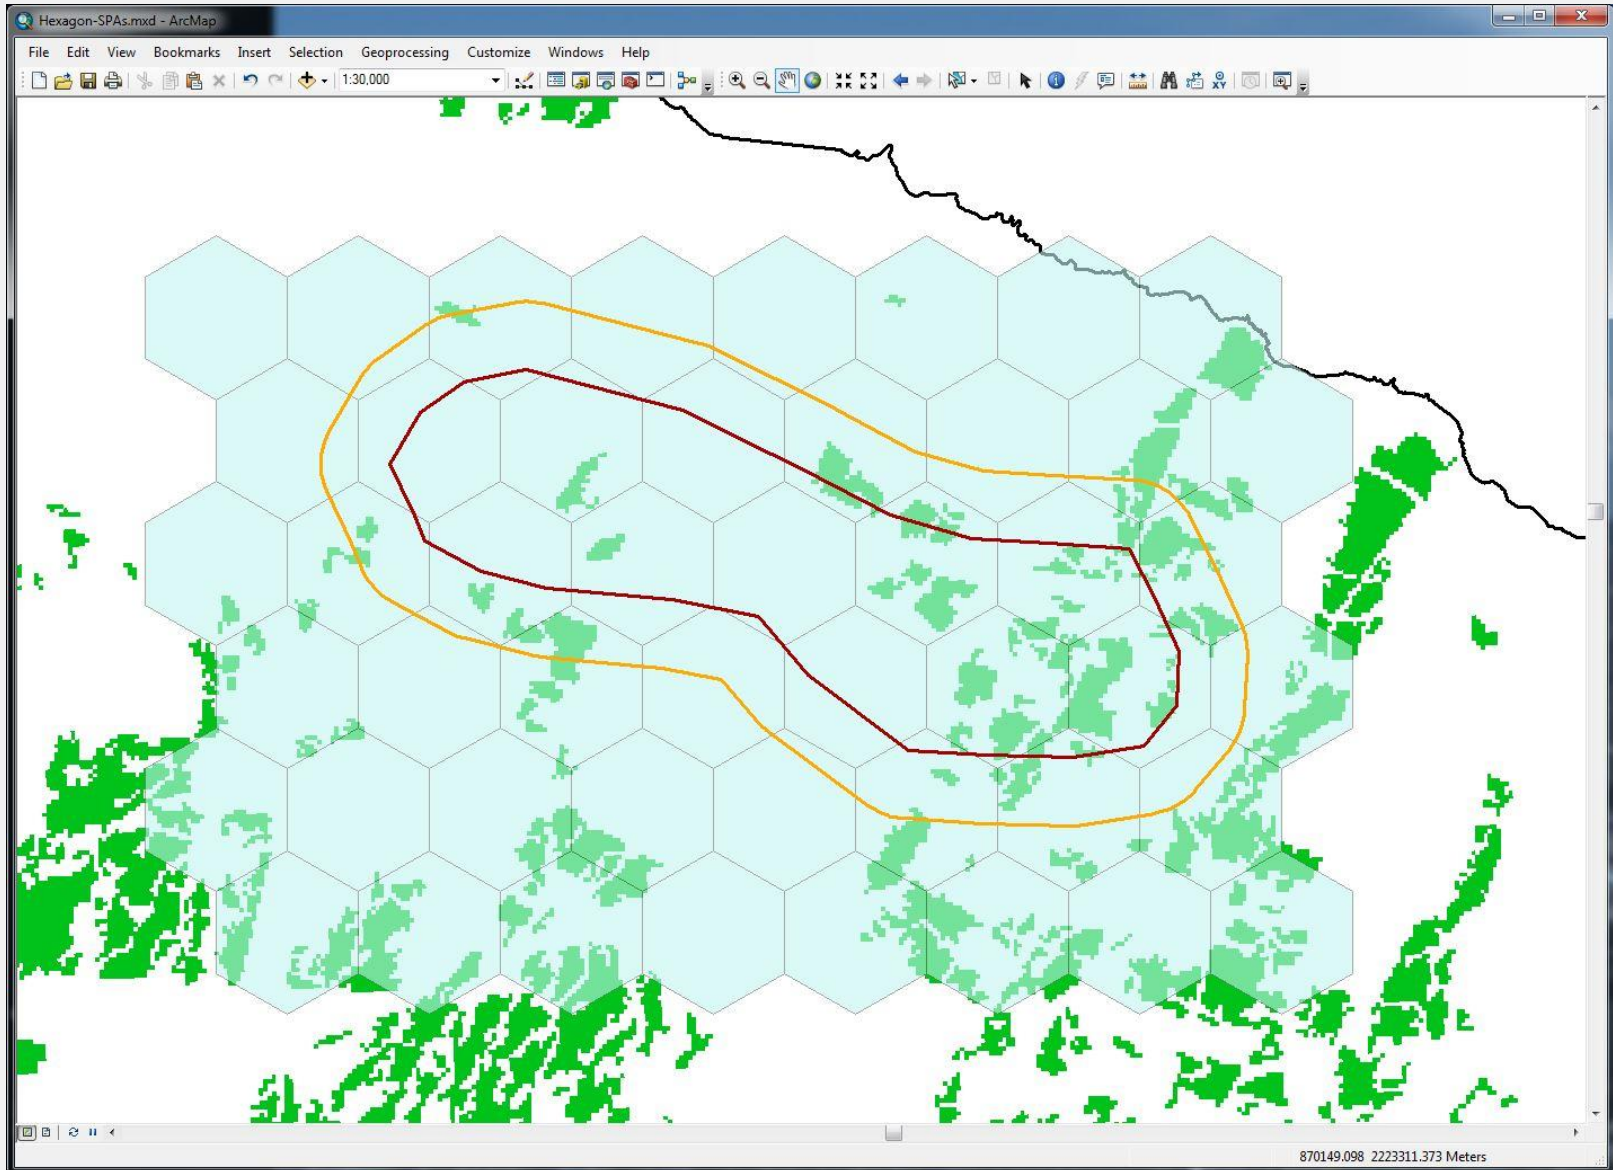 Hexagon-SPAs.mxd - ArcMap
File Edit View Bookmarks Insert Selection Geoprocessing Customize Windows Help
1:30,000
870149.098 2223311.373 Meters